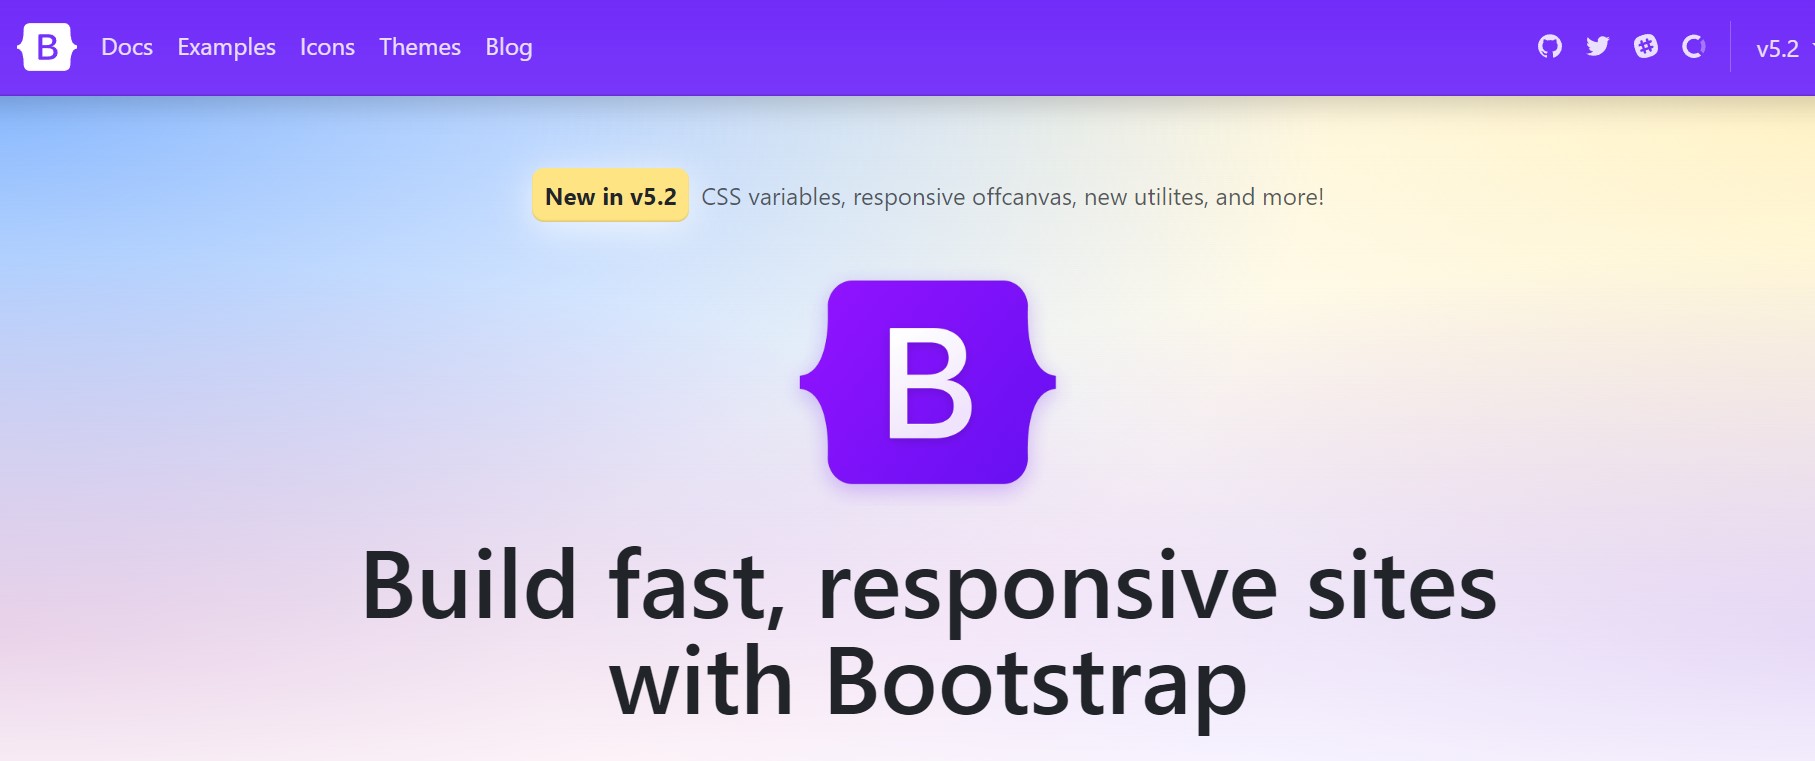 B Docs Examples Icons Themes Blog v5.2
New in v5.2 CSS variables, responsive offcanvas, new utilites, and more!
B
Build fast, responsive sites
with Bootstrap